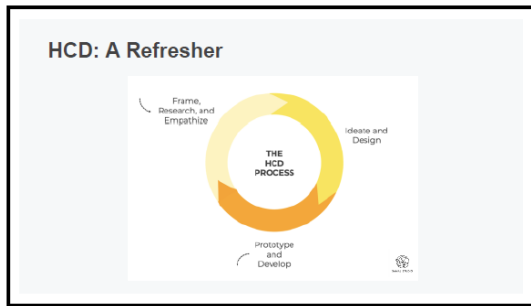 HCD: A Refresher
Frame,
Research, and
Empathize
Ideate and
Design
THE
HCD
PROCESS
Prototype
and
Develop